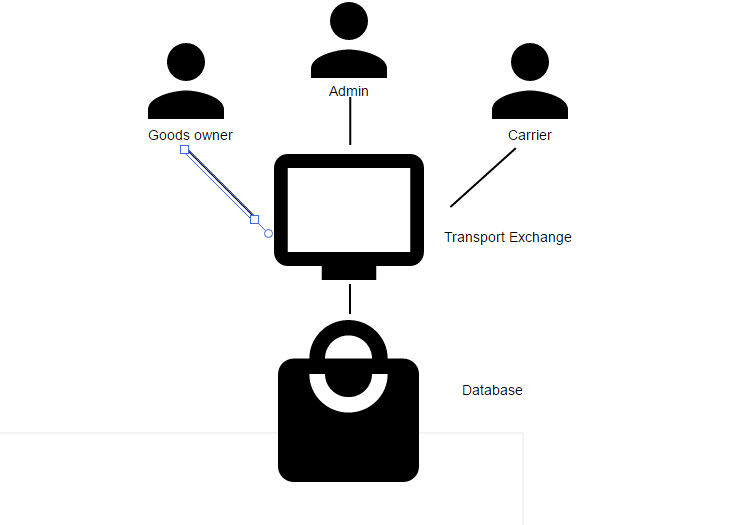 Admin
Goods owner
Carrier
Transport Exchange
Database